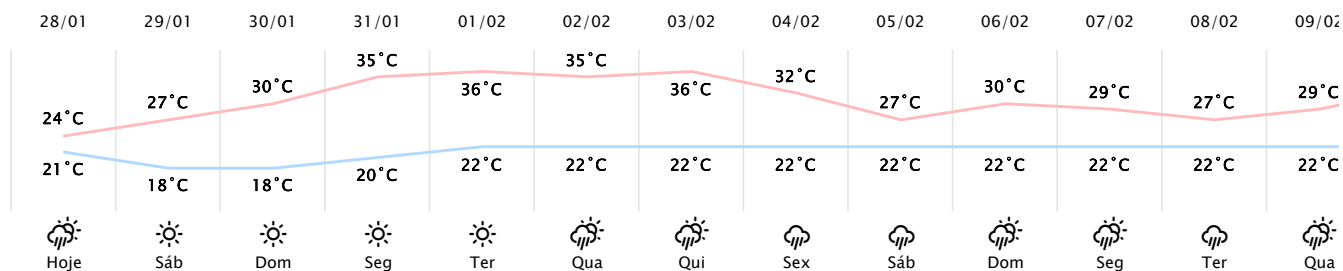 28/01 29/01 30/01 31/01 01/02 02/02 03/02 04/02 05/02 06/02 07/02 08/02 09/02
24°C 27°C 30°C 35°C 36°C 35°C 36°C 32°C 27°C 30°C 29°C 27°C 29°C
21°C 18°C 18°C 20°C 22°C 22°C 22°C 22°C 22°C 22°C 22°C 22°C 22°C
Hoje Sáb Dom Seg Ter Qua Qui Sex Sáb Dom Seg Ter Qua